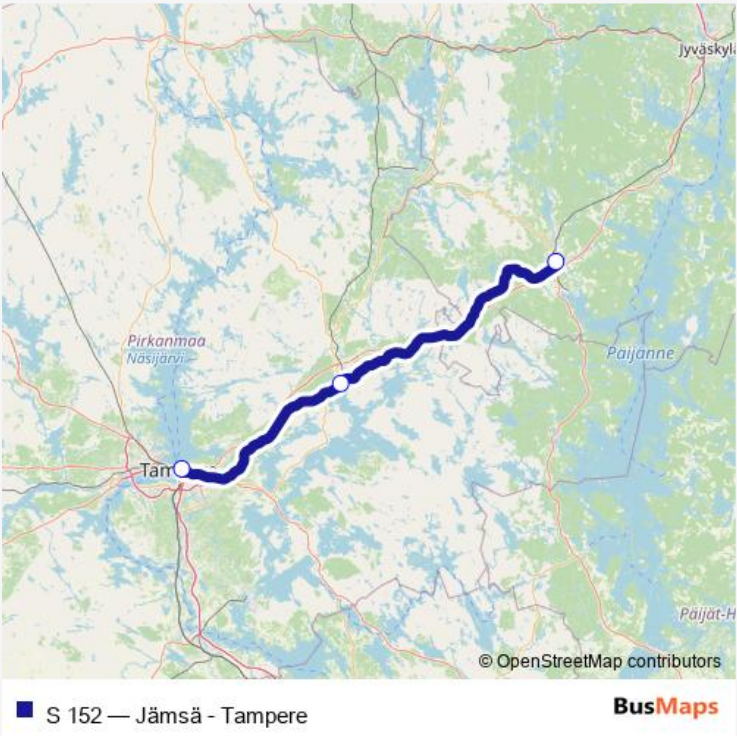 Jyväskylä
Pirkanmaa
Näsijärvi
Päijänne
Tam
Päijät-H
© OpenStreetMap contributors
S 152 — Jämsä - Tampere
BusMaps